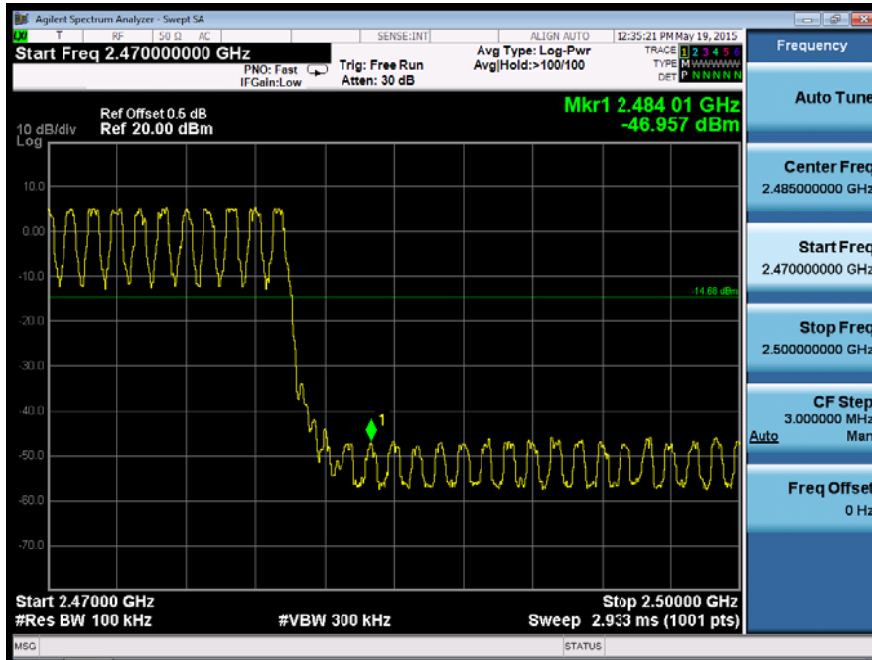 Agilent Spectrum Analyzer - Swept SA
T RF 50 Ω AC SENSE:INT ALIGN AUTO 12:35:21 PM May 19, 2015
Start Freq 2.470000000 GHz
PNO: Fast
IFGain:Low
Trig: Free Run
Atten: 30 dB
Avg Type: Log-Pwr
Avg|Hold:>100/100
TRACE 1 2 3 4 5 6
TYPE M WWWWW
DET P N N N N N
Mkr1 2.484 01 GHz
-46.957 dBm
Ref Offset 0.5 dB
10 dB/div Ref 20.00 dBm
Log
10.0
0.00
-10.0
-14.68 dBm
-20.0
-30.0
-40.0
1
-50.0
-60.0
-70.0
Start 2.47000 GHz Stop 2.50000 GHz
#Res BW 100 kHz #VBW 300 kHz Sweep 2.933 ms (1001 pts)
MSG STATUS
Frequency
Auto Tune
Center Freq
2.485000000 GHz
Start Freq
2.470000000 GHz
Stop Freq
2.500000000 GHz
CF Step
3.000000 MHz
Auto Man
Freq Offset
0 Hz